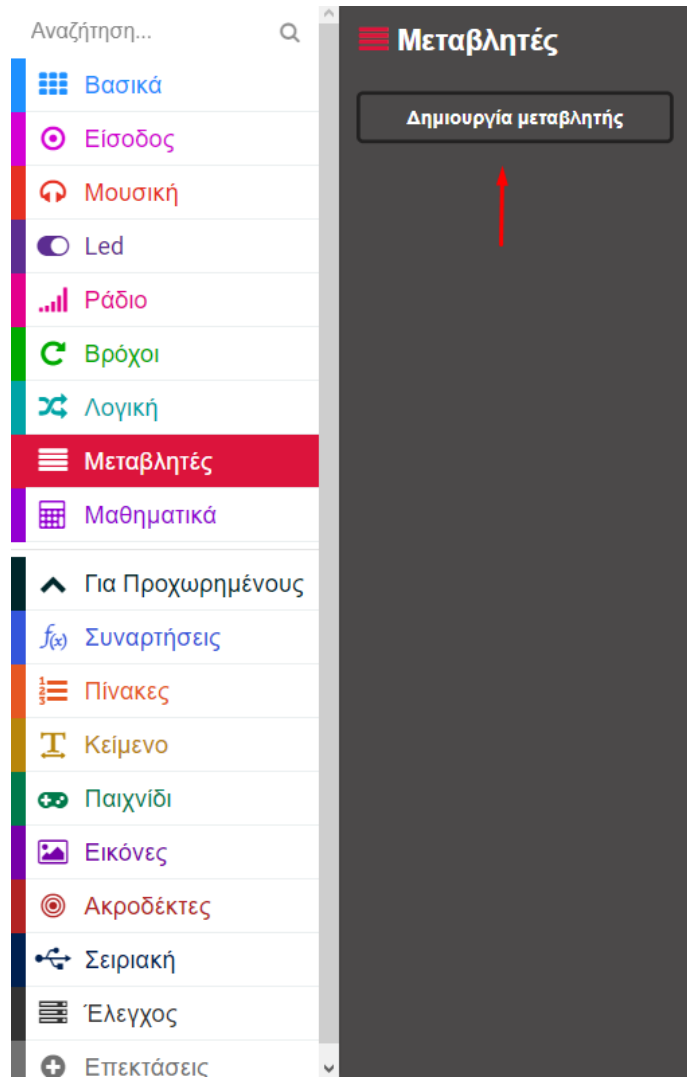 Αναζήτηση...
Βασικά
Είσοδος
Μουσική
Led
Ράδιο
Βρόχοι
Λογική
Μεταβλητές
Μαθηματικά
Για Προχωρημένους
f(x) Συναρτήσεις
Πίνακες
Κείμενο
Παιχνίδι
Εικόνες
Ακροδέκτες
Σειριακή
Έλεγχος
Επεκτάσεις
Μεταβλητές
Δημιουργία μεταβλητής